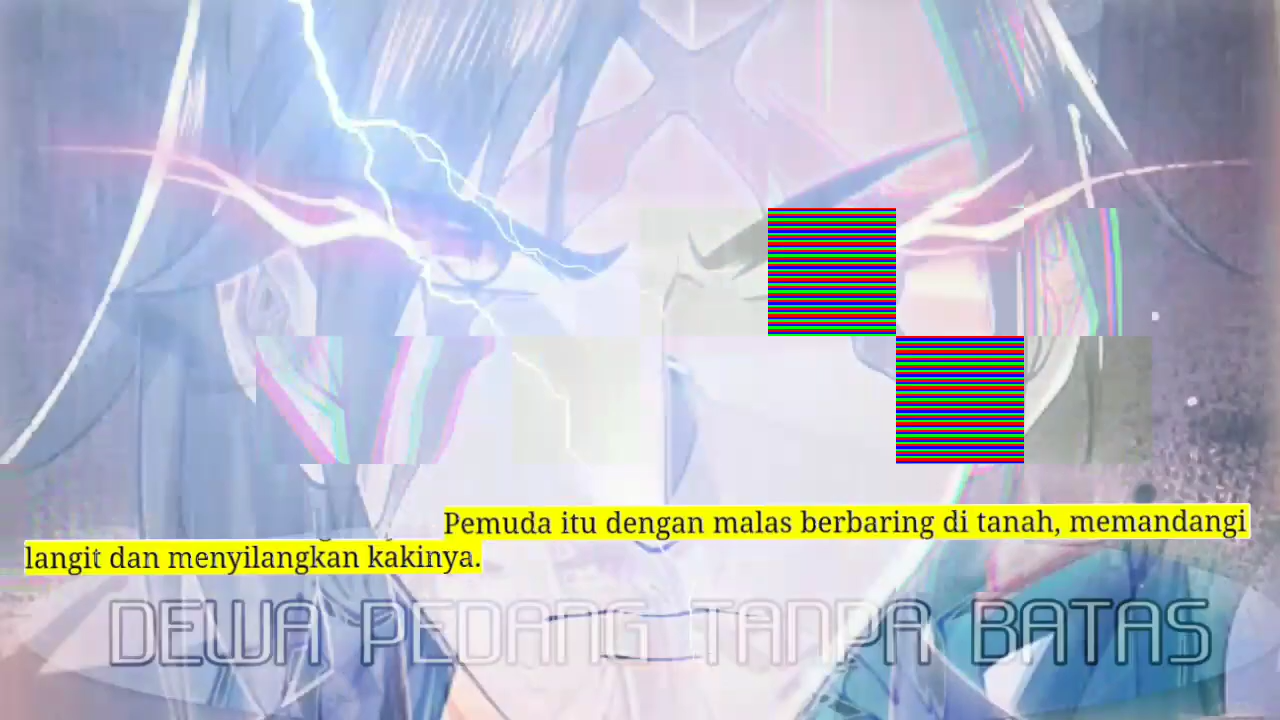 Pemuda itu dengan malas berbaring di tanah, memandangi
langit dan menyilangkan kakinya.
DEWA PEDANG TANPA BATAS